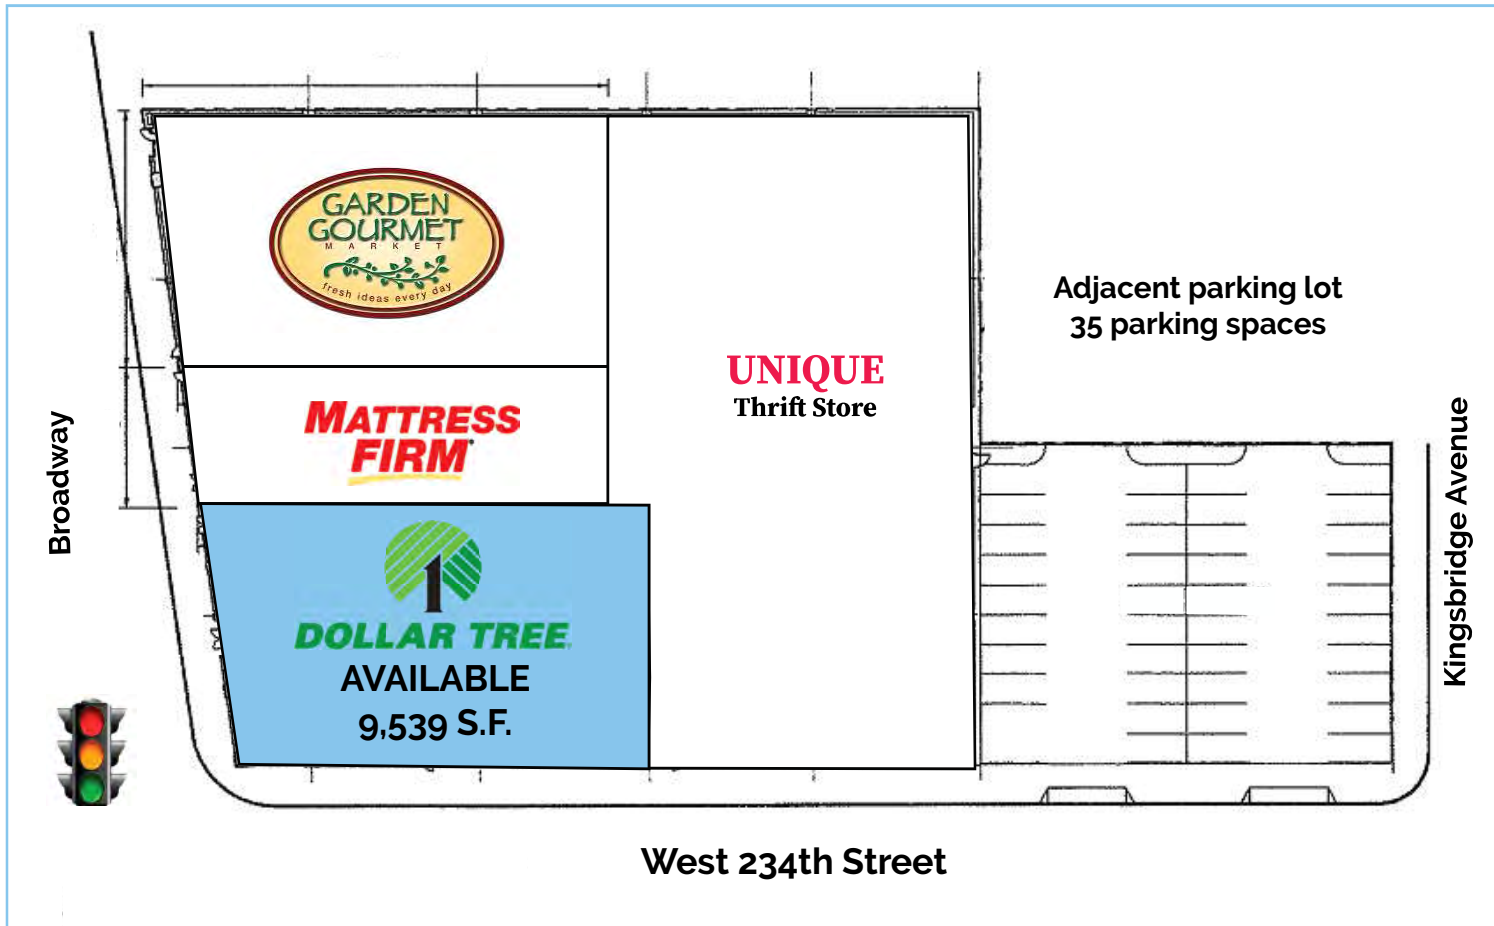 GARDEN
GOURMET
MARKET
fresh ideas every day
Adjacent parking lot
35 parking spaces
UNIQUE
Thrift Store
MATTRESS
FIRM
Broadway
Kingsbridge Avenue
1
DOLLAR TREE
AVAILABLE
9,539 S.F.
West 234th Street